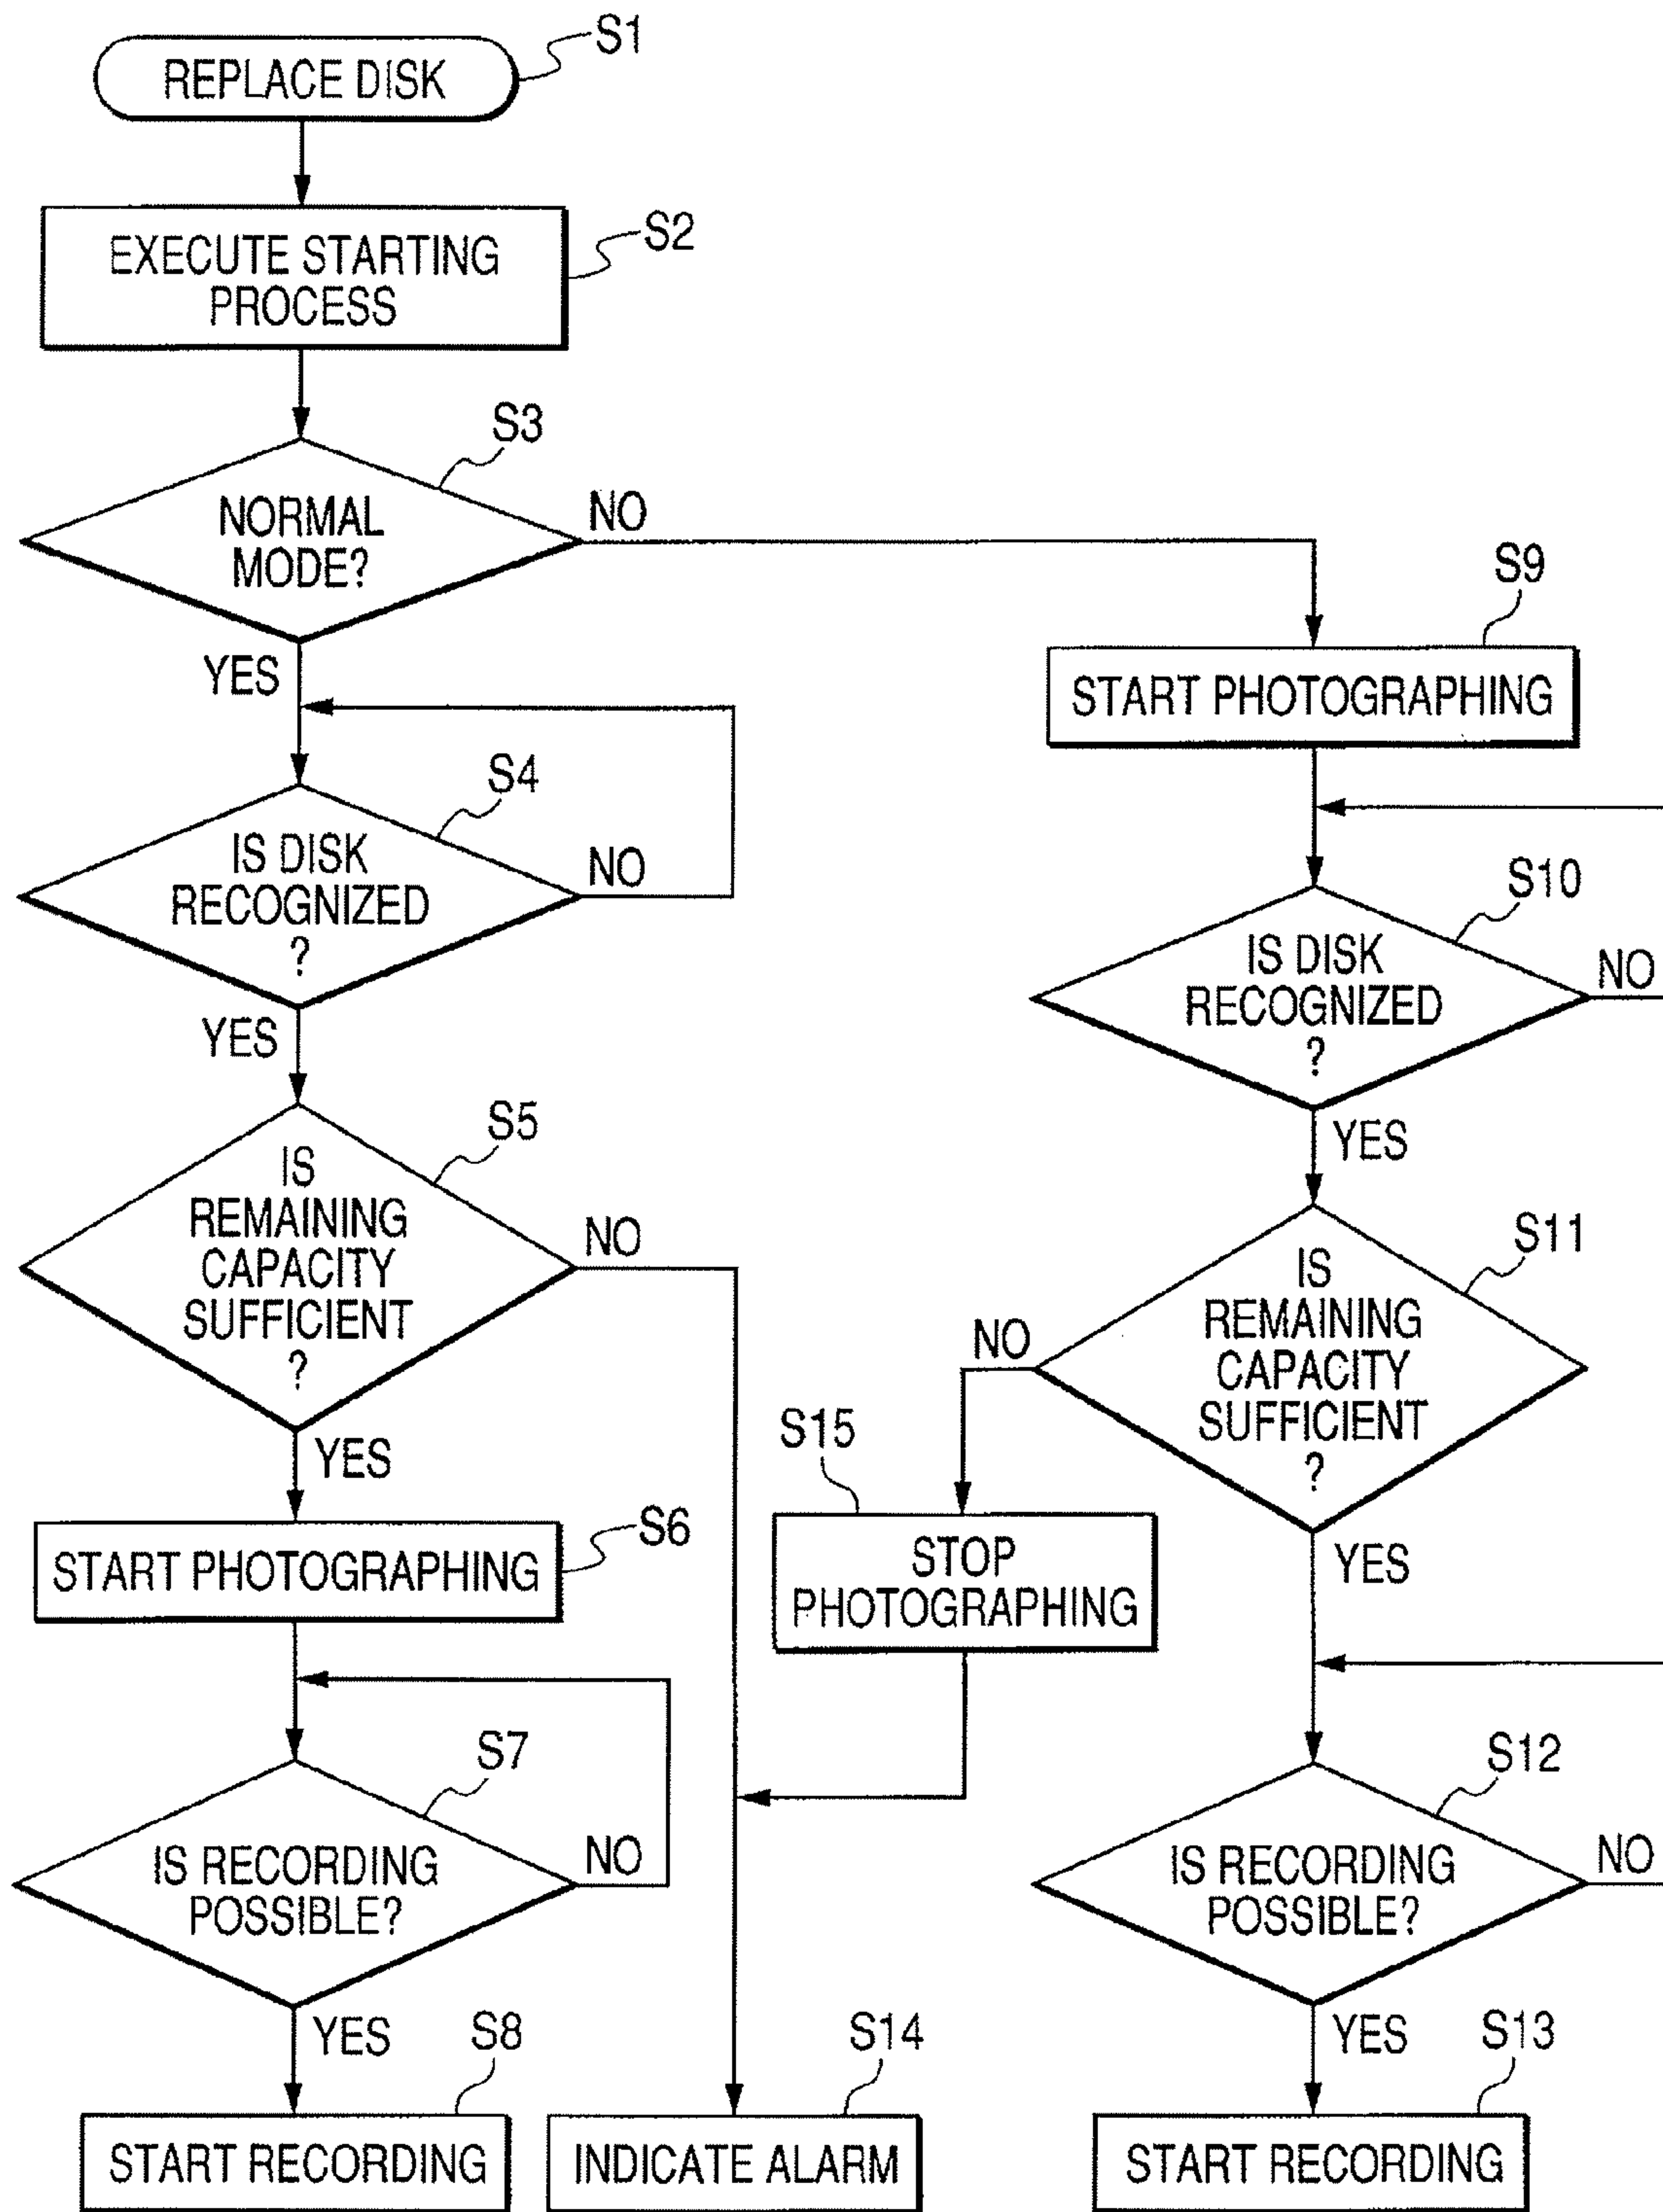 S1
REPLACE DISK
S2
EXECUTE STARTING
PROCESS
S3
NORMAL
MODE?
NO
YES
S4
IS DISK
RECOGNIZED
?
NO
YES
S5
IS
REMAINING
CAPACITY
SUFFICIENT
?
NO
YES
S6
START PHOTOGRAPHING
S7
IS RECORDING
POSSIBLE?
NO
YES
S8
START RECORDING
S9
START PHOTOGRAPHING
S10
IS DISK
RECOGNIZED
?
NO
YES
S11
IS
REMAINING
CAPACITY
SUFFICIENT
?
NO
YES
S15
STOP
PHOTOGRAPHING
S12
IS RECORDING
POSSIBLE?
NO
YES
S14
INDICATE ALARM
S13
START RECORDING